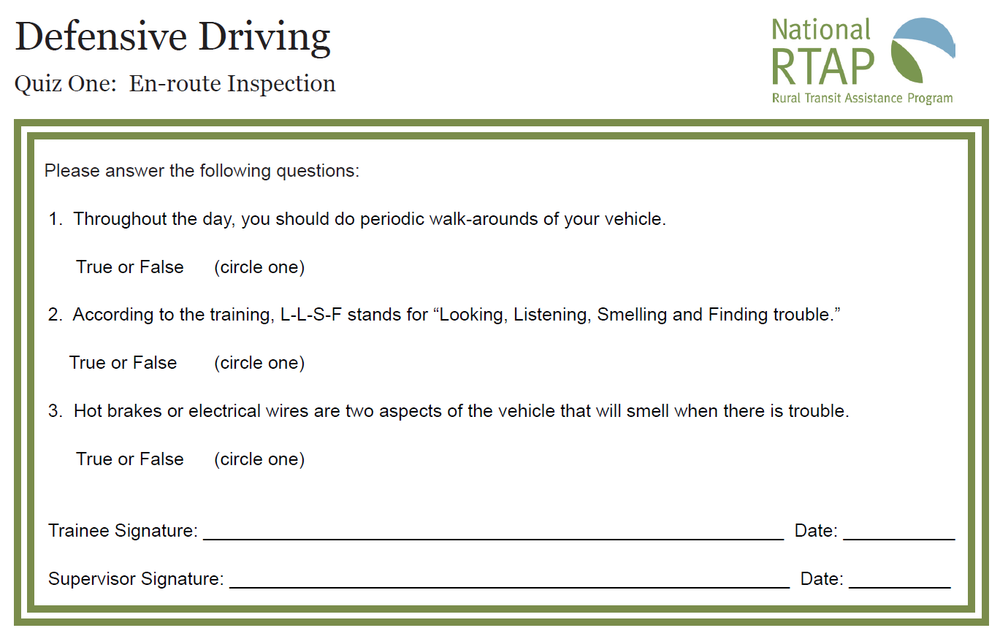 Defensive Driving
Quiz One: En-route Inspection
National
RTAP
Rural Transit Assistance Program
Please answer the following questions:
1. Throughout the day, you should do periodic walk-arounds of your vehicle.
True or False (circle one)
2. According to the training, L-L-S-F stands for “Looking, Listening, Smelling and Finding trouble.”
True or False (circle one)
3. Hot brakes or electrical wires are two aspects of the vehicle that will smell when there is trouble.
True or False (circle one)
Trainee Signature: Date:
Supervisor Signature: Date: